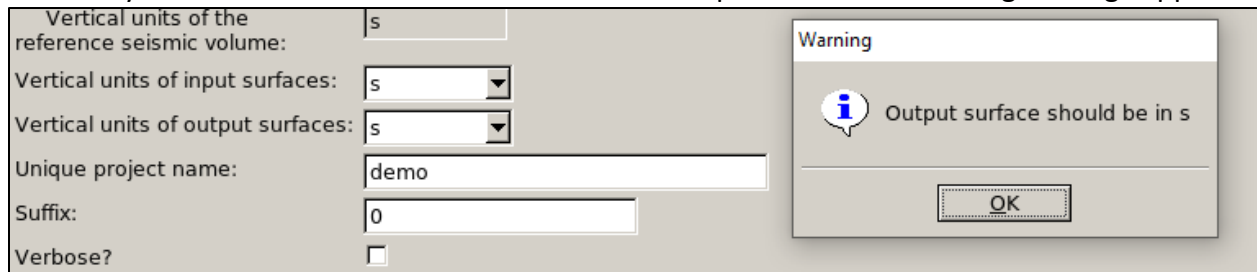 Vertical units of the
reference seismic volume:
s
Vertical units of input surfaces:
s
Vertical units of output surfaces:
s
Unique project name:
demo
Suffix:
0
Verbose?
Warning
Output surface should be in s
OK